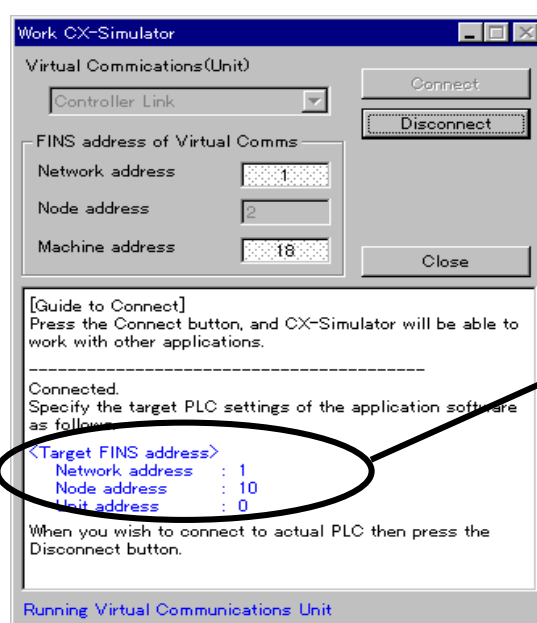 Work CX-Simulator
Virtual Commications(Unit)
Controller Link
Connect
Disconnect
FINS address of Virtual Comms
Network address 1
Node address 2
Machine address 18
Close
[Guide to Connect]
Press the Connect button, and CX-Simulator will be able to
work with other applications.
----------------------------------------
Connected.
Specify the target PLC settings of the application software
as follows.
<Target FINS address>
Network address : 1
Node address : 10
Unit address : 0
When you wish to connect to actual PLC then press the
Disconnect button.
Running Virtual Communications Unit